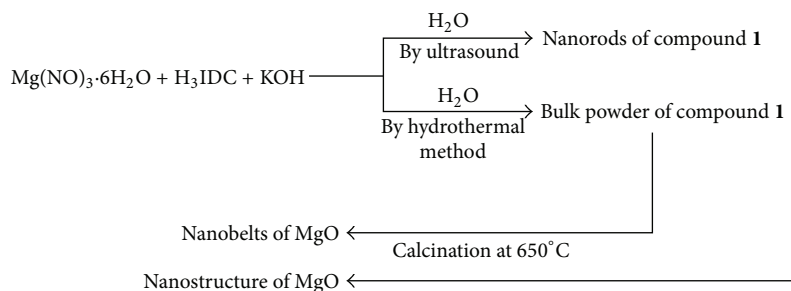 H₂O
By ultrasound
Nanorods of compound 1
Mg(NO)₃·6H₂O + H₃IDC + KOH
H₂O
By hydrothermal
method
Bulk powder of compound 1
Nanobelts of MgO
Calcination at 650°C
Nanostructure of MgO